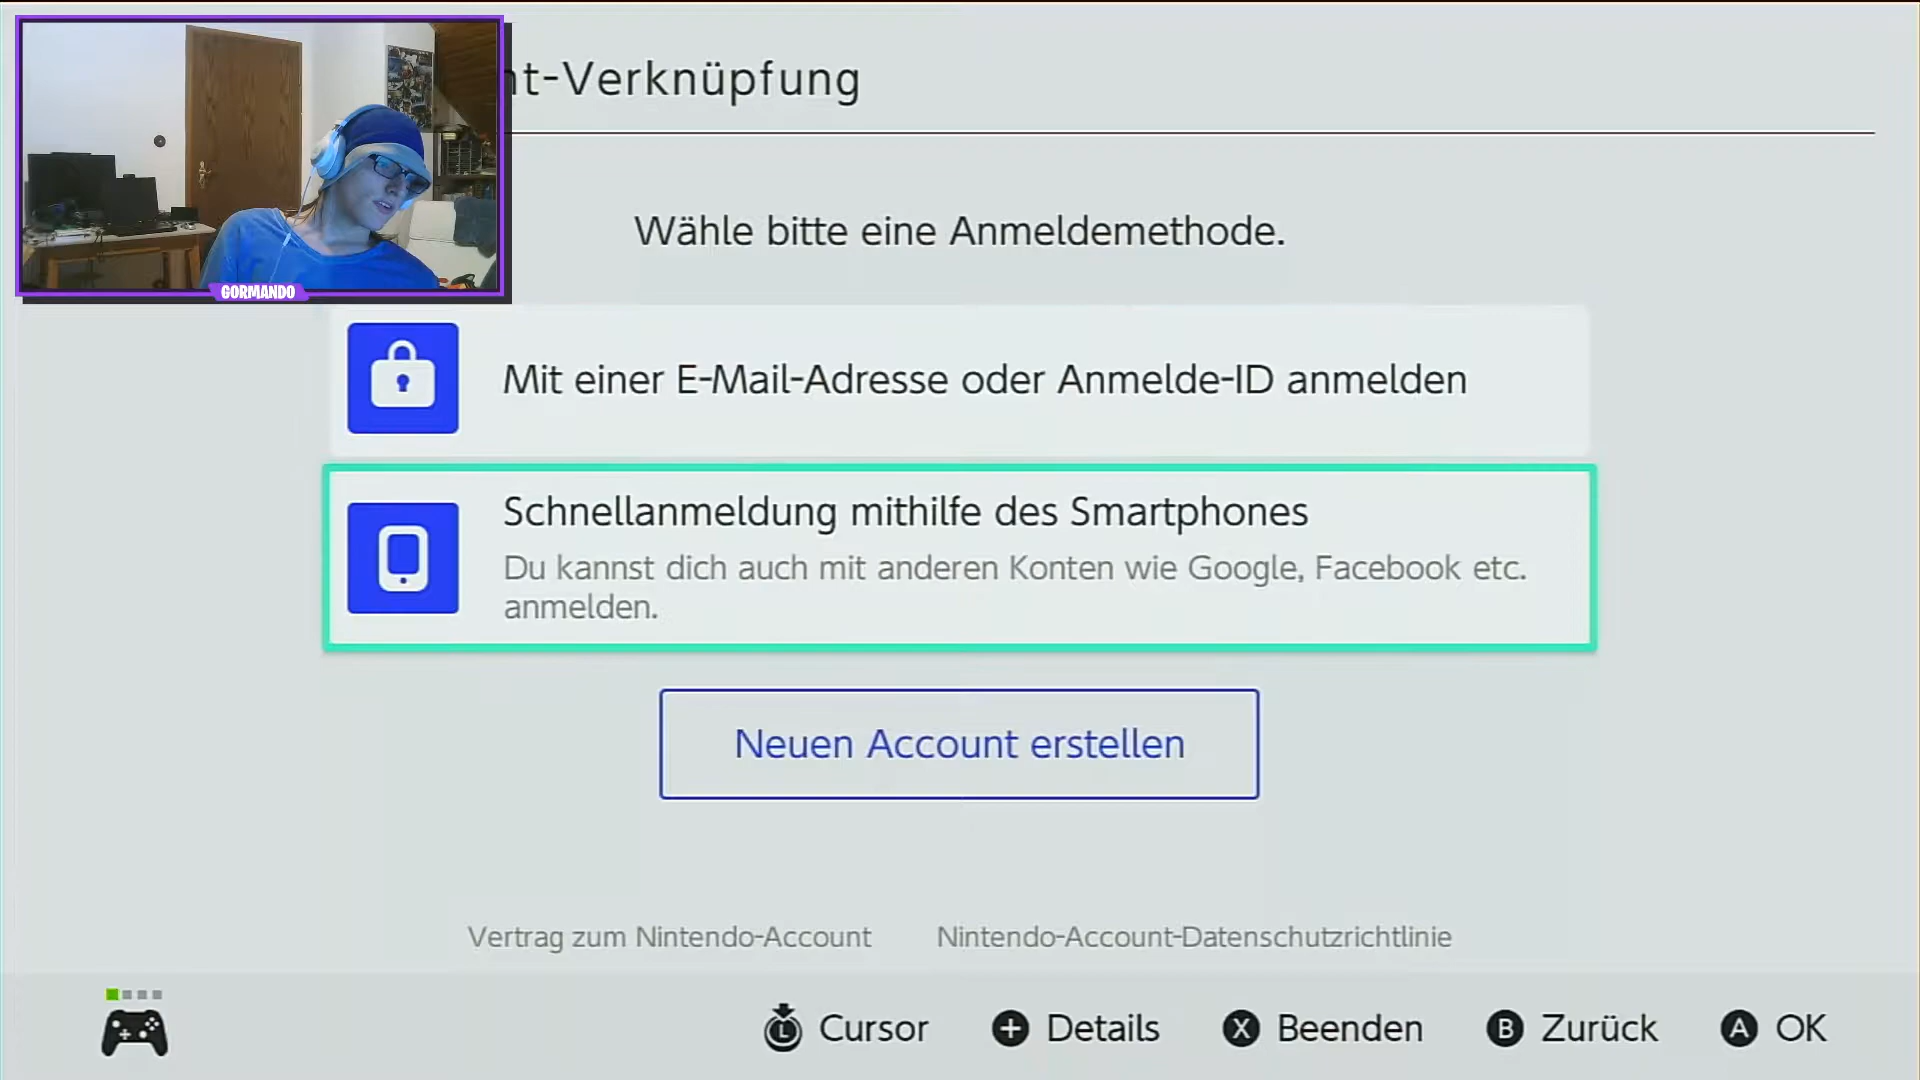 nt-Verknüpfung
GORMANDO
Wähle bitte eine Anmeldemethode.
Mit einer E-Mail-Adresse oder Anmelde-ID anmelden
Schnellanmeldung mithilfe des Smartphones
Du kannst dich auch mit anderen Konten wie Google, Facebook etc.
anmelden.
Neuen Account erstellen
Vertrag zum Nintendo-Account Nintendo-Account-Datenschutzrichtlinie
L Cursor + Details X Beenden B Zurück A OK